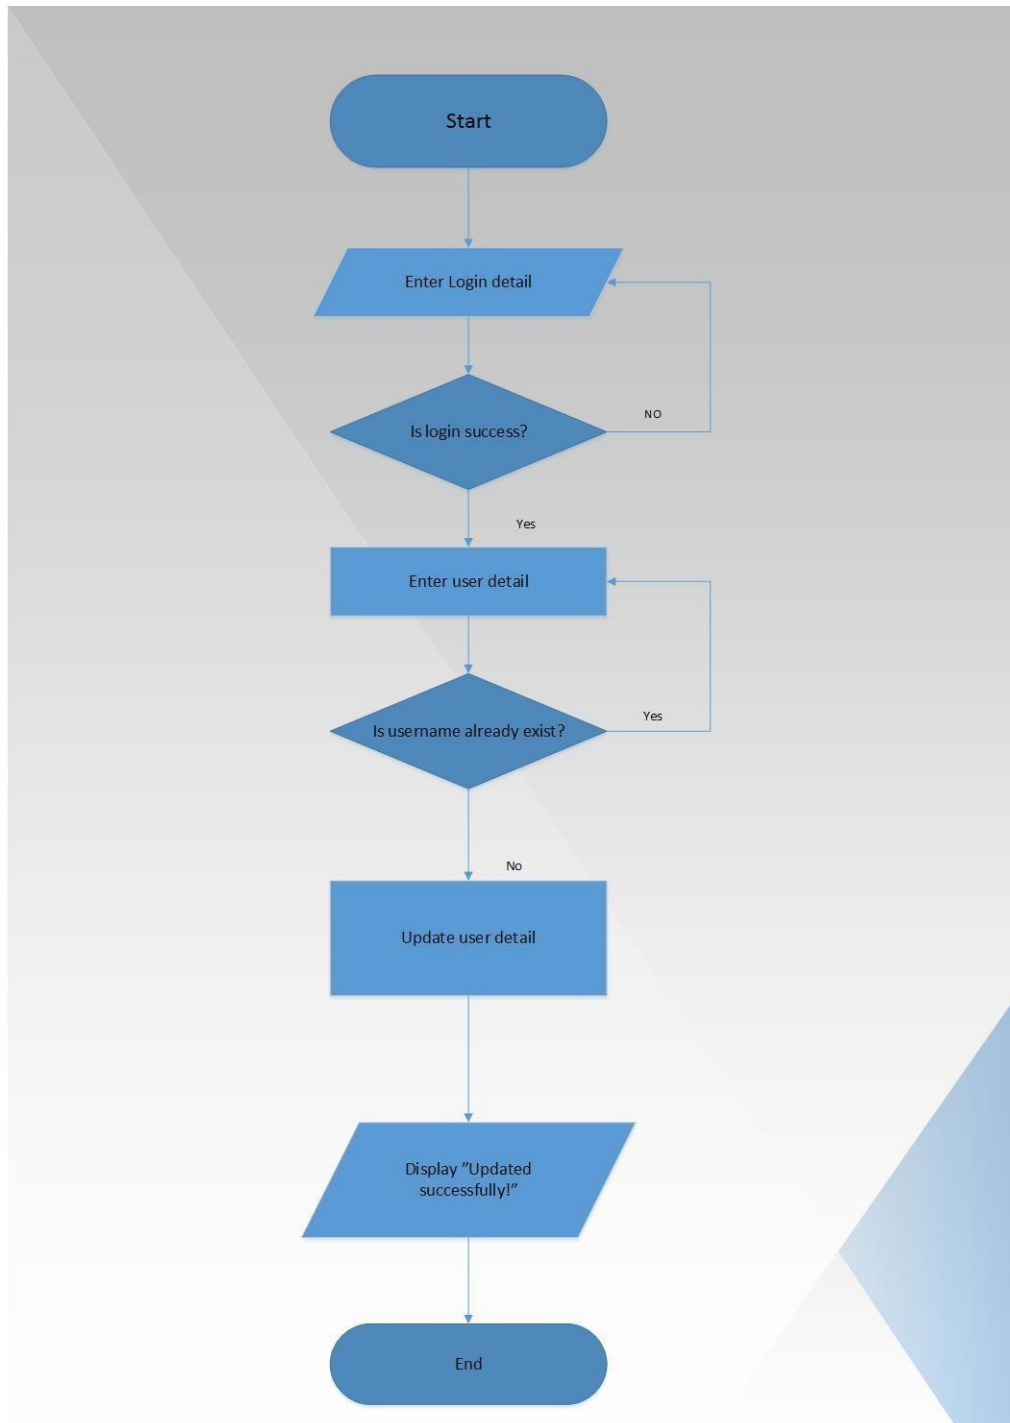 Start
Enter Login detail
Is login success?
NO
Yes
Enter user detail
Is username already exist?
Yes
No
Update user detail
Display ”Updated
successfully!”
End